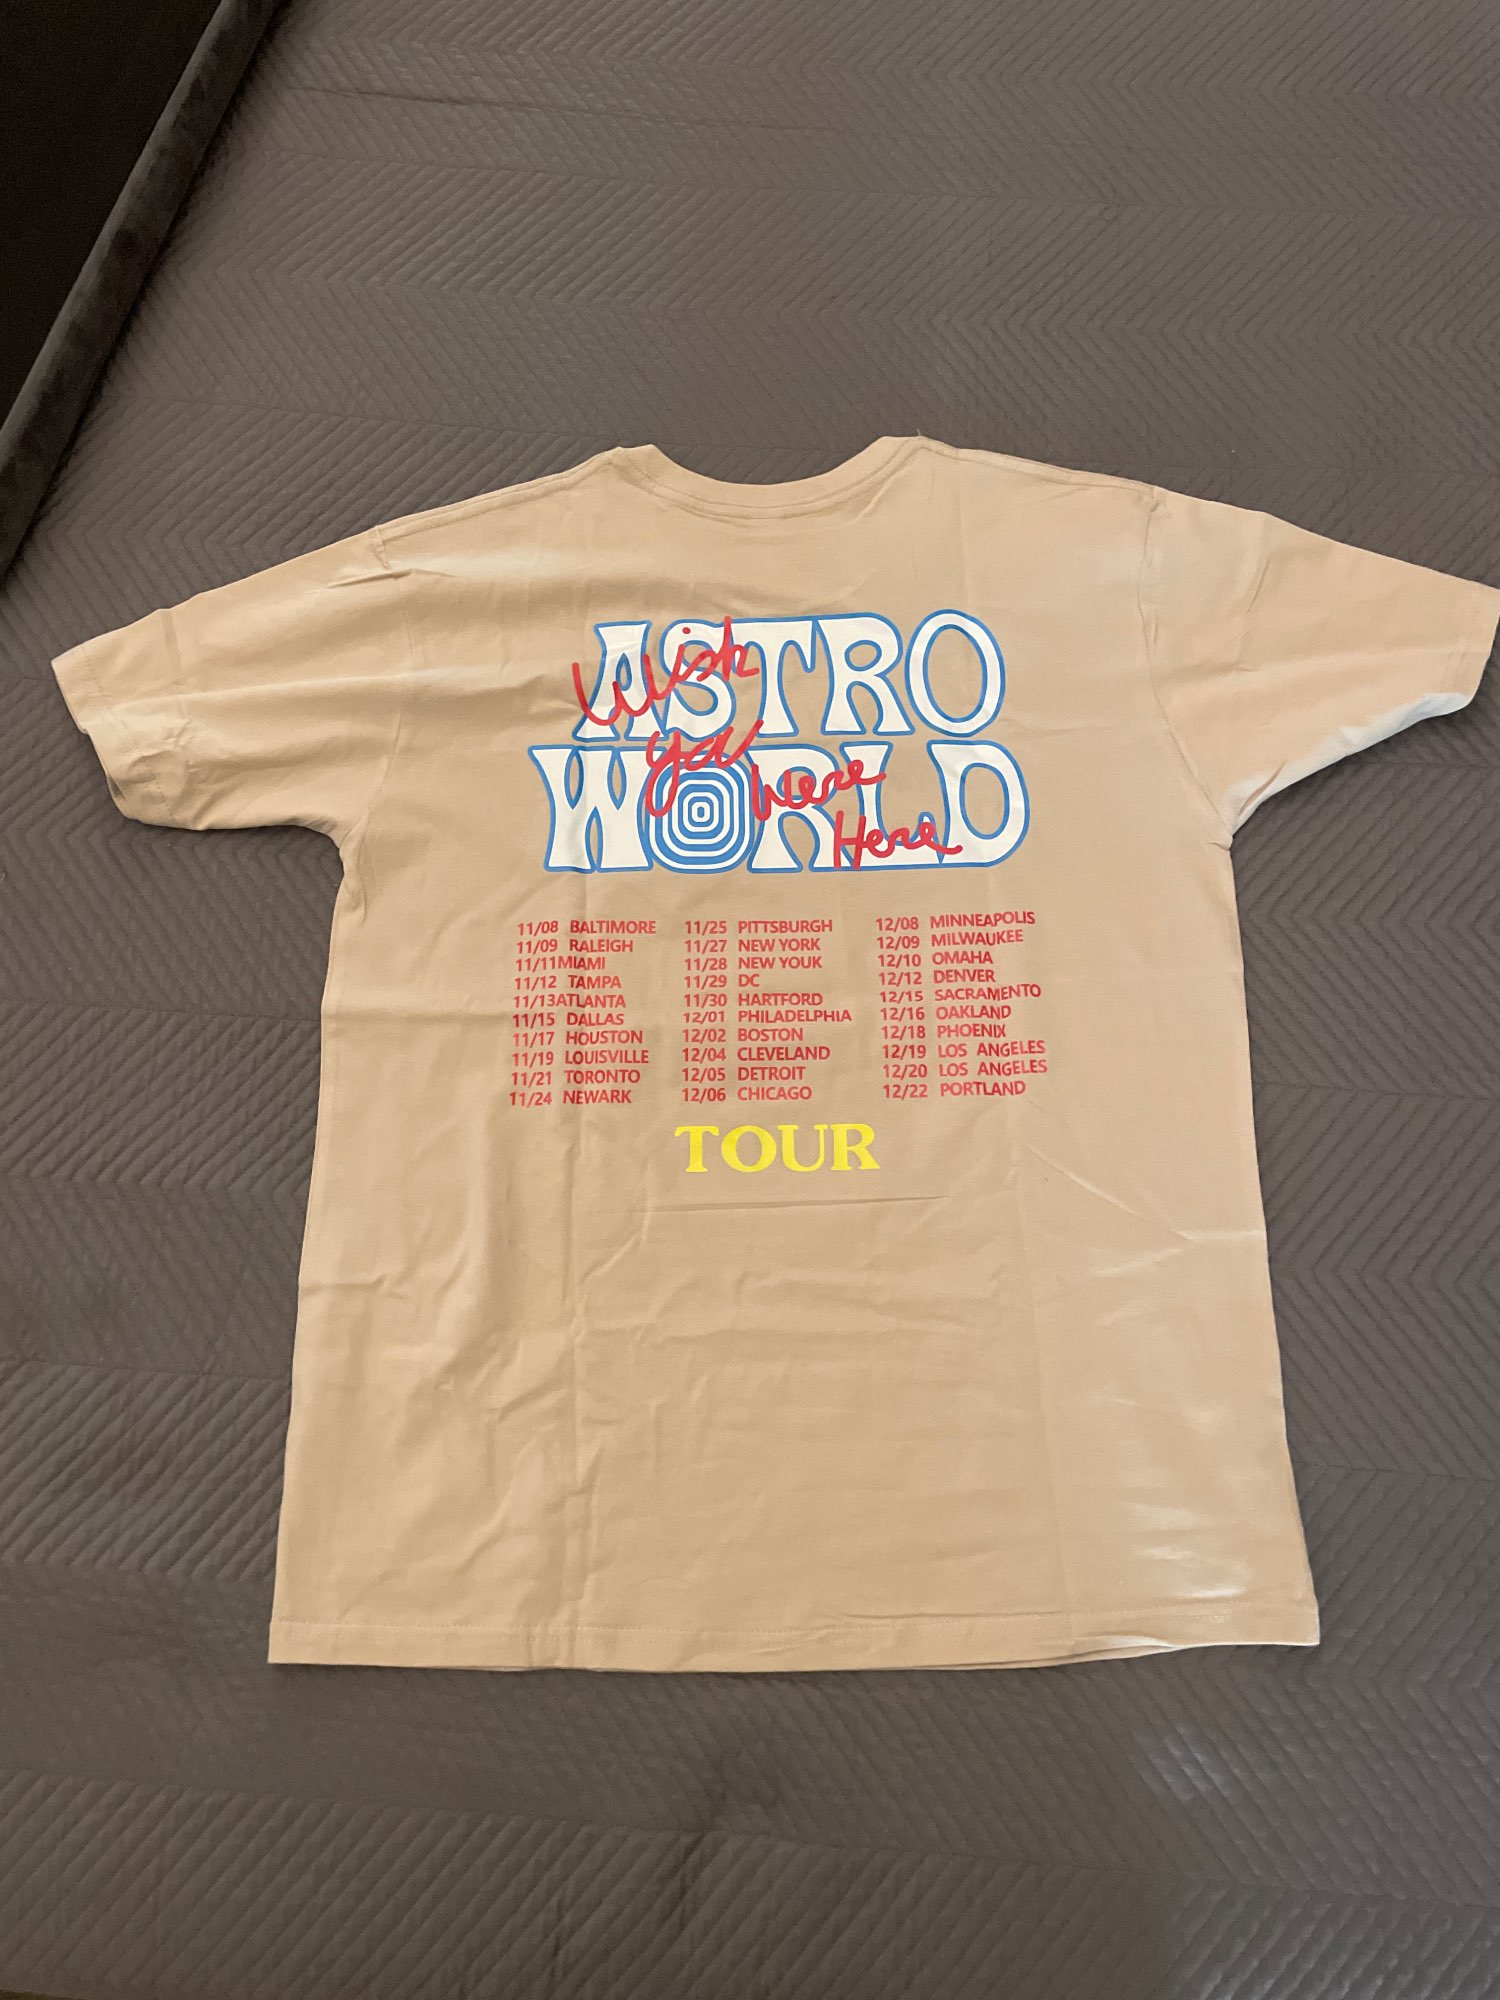 ASTRO
WORLD
Wish
you
Were
Here
11/08 BALTIMORE
11/09 RALEIGH
11/11MIAMI
11/12 TAMPA
11/13ATLANTA
11/15 DALLAS
11/17 HOUSTON
11/19 LOUISVILLE
11/21 TORONTO
11/24 NEWARK
11/25 PITTSBURGH
11/27 NEW YORK
11/28 NEW YOUK
11/29 DC
11/30 HARTFORD
12/01 PHILADELPHIA
12/02 BOSTON
12/04 CLEVELAND
12/05 DETROIT
12/06 CHICAGO
12/08 MINNEAPOLIS
12/09 MILWAUKEE
12/10 OMAHA
12/12 DENVER
12/15 SACRAMENTO
12/16 OAKLAND
12/18 PHOENIX
12/19 LOS ANGELES
12/20 LOS ANGELES
12/22 PORTLAND
TOUR